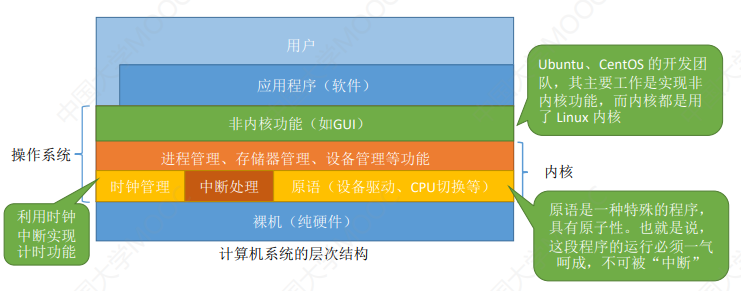 用户
应用程序（软件）
非内核功能（如GUI）
进程管理、存储器管理、设备管理等功能
时钟管理
中断处理
原语（设备驱动、CPU切换等）
裸机（纯硬件）
计算机系统的层次结构
操作系统
内核
利用时钟
中断实现
计时功能
Ubuntu、CentOS 的开发团
队，其主要工作是实现非
内核功能，而内核都是用
了 Linux 内核
原语是一种特殊的程序，
具有原子性。也就是说，
这段程序的运行必须一气
呵成，不可被“中断”
中国大学MOOC